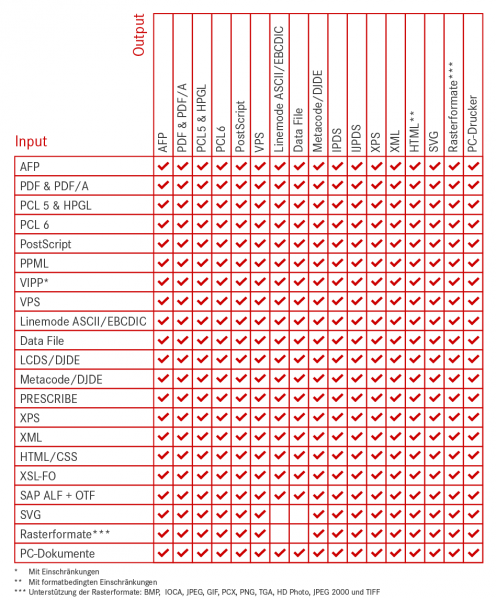 Output
AFP
PDF & PDF/A
PCL5 & HPGL
PCL6
PostScript
VPS
Linemode ASCII/EBCDIC
Data File
Metacode/DJDE
IPDS
IJPDS
XPS
XML
HTML**
SVG
Rasterformate***
PC-Drucker
Input
AFP
PDF & PDF/A
PCL 5 & HPGL
PCL 6
PostScript
PPML
VIPP*
VPS
Linemode ASCII/EBCDIC
Data File
LCDS/DJDE
Metacode/DJDE
PRESCRIBE
XPS
XML
HTML/CSS
XSL-FO
SAP ALF + OTF
SVG
Rasterformate***
PC-Dokumente
* Mit Einschränkungen
** Mit formatbedingten Einschränkungen
*** Unterstützung der Rasterformate: BMP, IOCA, JPEG, GIF, PCX, PNG, TGA, HD Photo, JPEG 2000 und TIFF